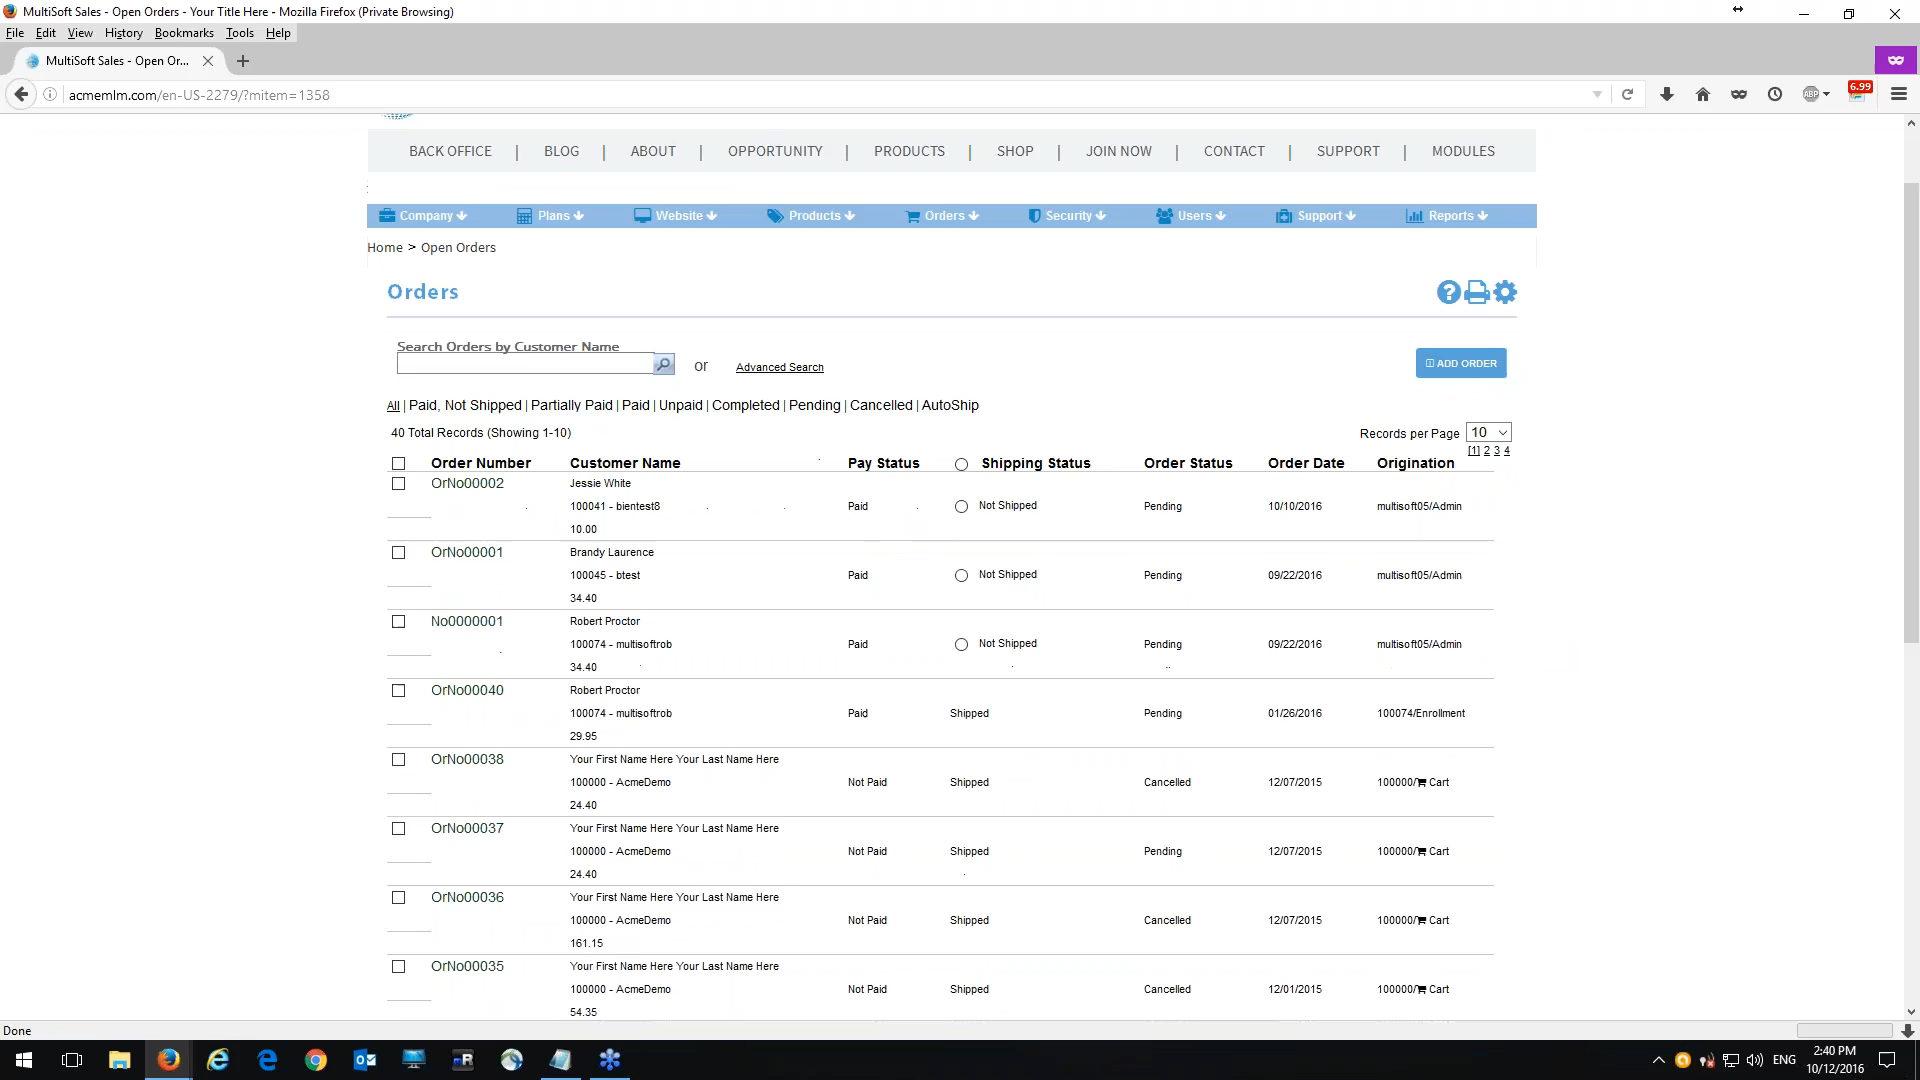 MultiSoft Sales - Open Orders - Your Title Here - Mozilla Firefox (Private Browsing)
File Edit View History Bookmarks Tools Help
MultiSoft Sales - Open Or...
acmemlm.com/en-US-2279/?mitem=1358
ABP
6.99
BACK OFFICE | BLOG | ABOUT | OPPORTUNITY | PRODUCTS | SHOP | JOIN NOW | CONTACT | SUPPORT | MODULES
:
Company Plans Website Products Orders Security Users Support Reports
Home > Open Orders
Orders
Search Orders by Customer Name
or Advanced Search
ADD ORDER
All | Paid, Not Shipped | Partially Paid | Paid | Unpaid | Completed | Pending | Cancelled | AutoShip
40 Total Records (Showing 1-10)
Records per Page 10
[1] 2 3 4
Order Number Customer Name Pay Status Shipping Status Order Status Order Date Origination
OrNo00002 Jessie White
100041 - bientest8 Paid Not Shipped Pending 10/10/2016 multisoft05/Admin
10.00
OrNo00001 Brandy Laurence
100045 - btest Paid Not Shipped Pending 09/22/2016 multisoft05/Admin
34.40
No0000001 Robert Proctor
100074 - multisoftrob Paid Not Shipped Pending 09/22/2016 multisoft05/Admin
34.40
OrNo00040 Robert Proctor
100074 - multisoftrob Paid Shipped Pending 01/26/2016 100074/Enrollment
29.95
OrNo00038 Your First Name Here Your Last Name Here
100000 - AcmeDemo Not Paid Shipped Cancelled 12/07/2015 100000/ Cart
24.40
OrNo00037 Your First Name Here Your Last Name Here
100000 - AcmeDemo Not Paid Shipped Pending 12/07/2015 100000/ Cart
24.40
OrNo00036 Your First Name Here Your Last Name Here
100000 - AcmeDemo Not Paid Shipped Cancelled 12/07/2015 100000/ Cart
161.15
OrNo00035 Your First Name Here Your Last Name Here
100000 - AcmeDemo Not Paid Shipped Cancelled 12/01/2015 100000/ Cart
54.35
Done
ENG
2:40 PM
10/12/2016